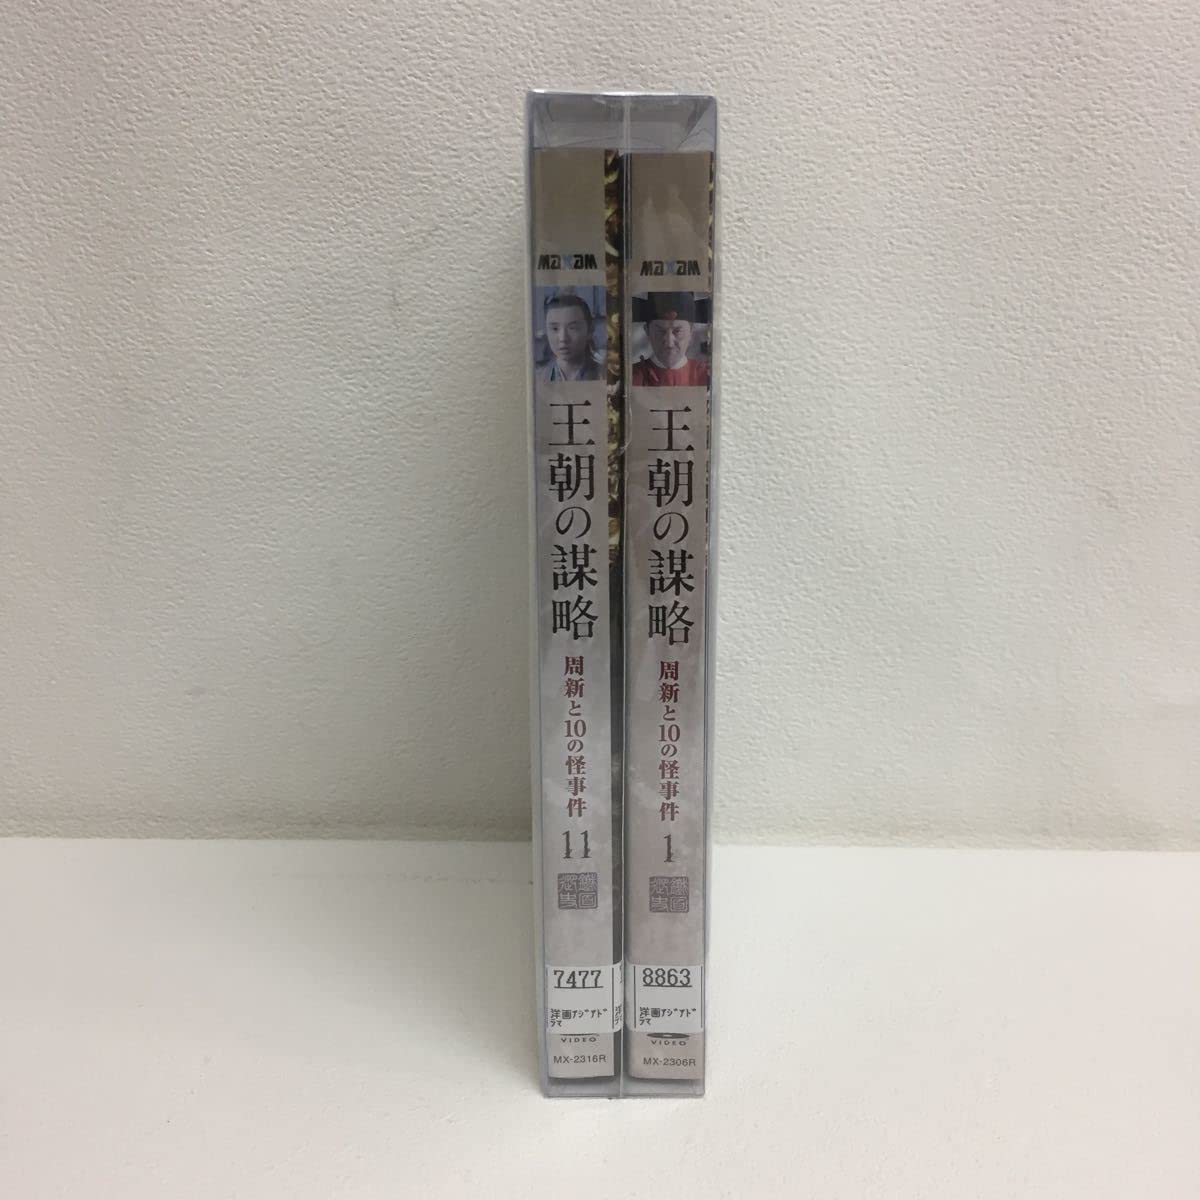 maxam
王朝の謀略
周新と10の怪事件
11
7477
洋画アジアド
ラマ
VIDEO
MX-2316R
maxam
王朝の謀略
周新と10の怪事件
1
8863
洋画アジアド
ラマ
VIDEO
MX-2306R